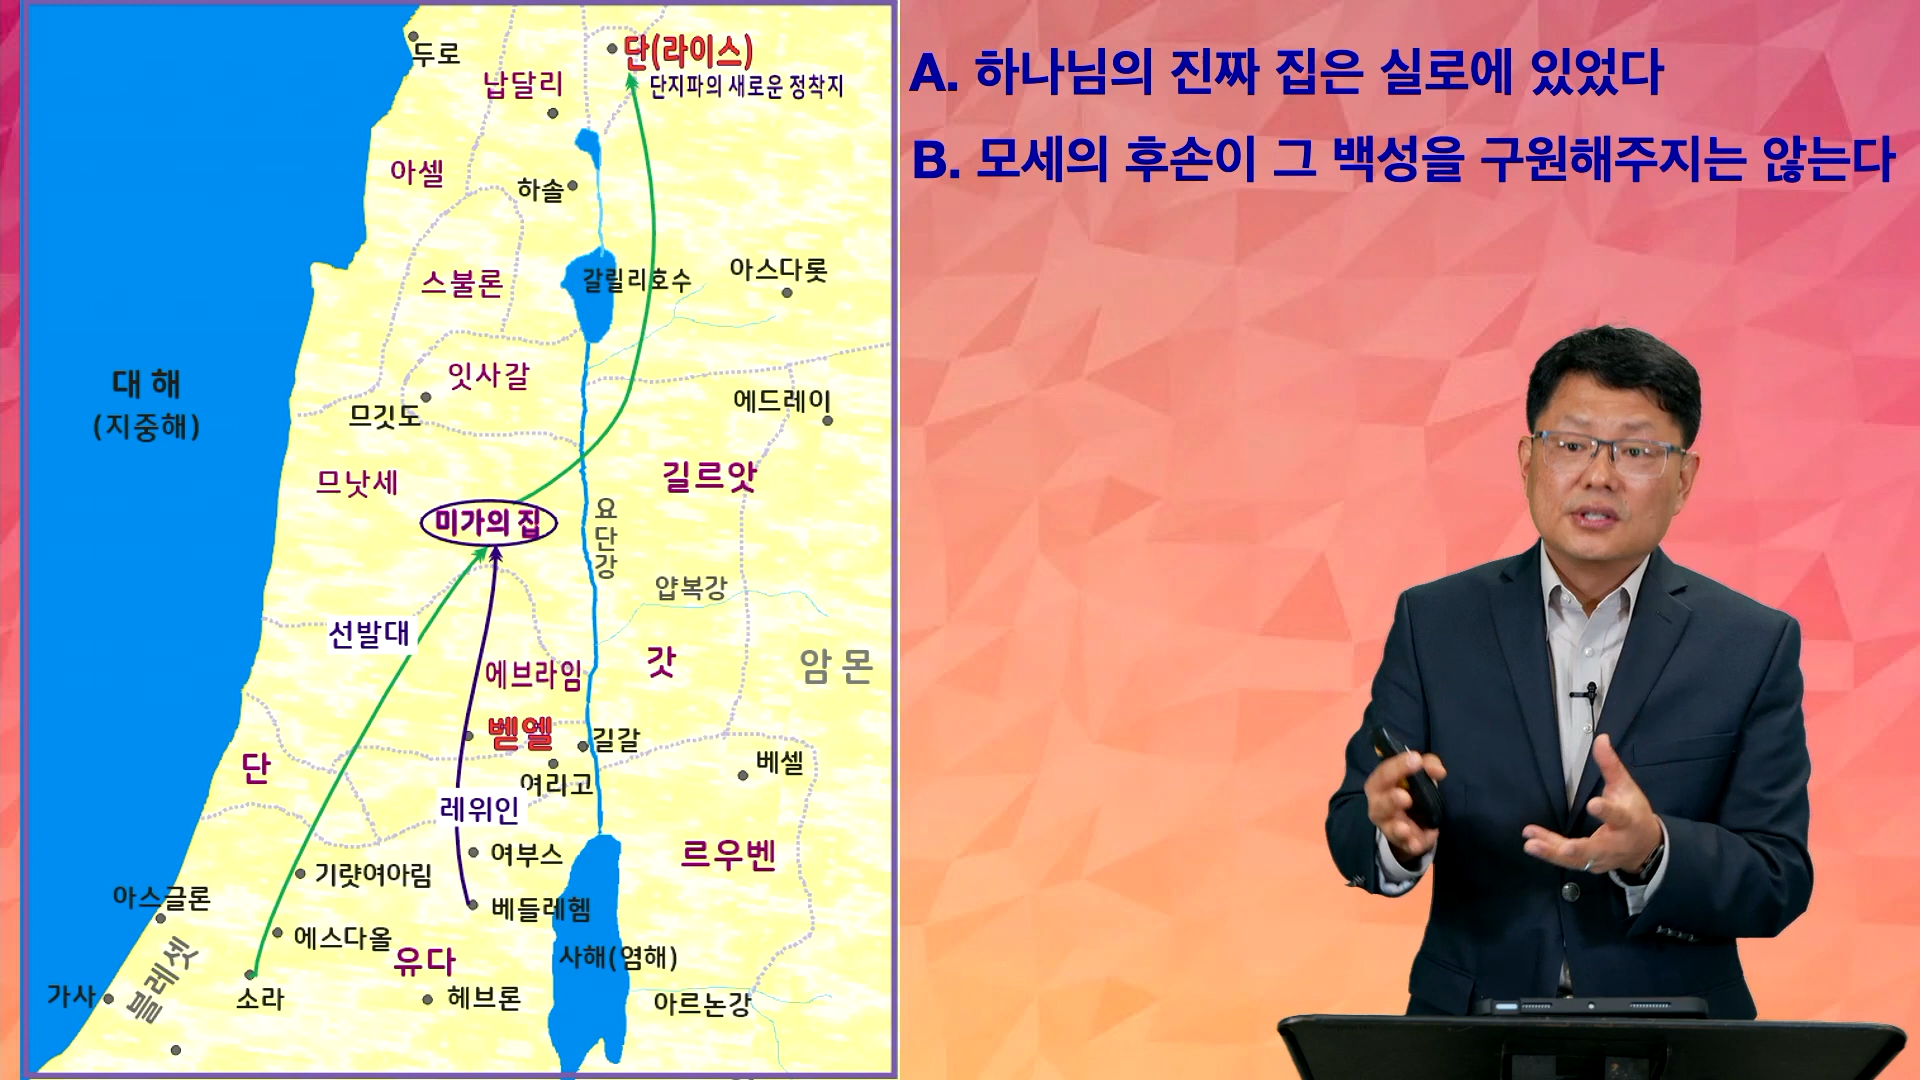 A. 하나님의 진짜 집은 실로에 있었다
B. 모세의 후손이 그 백성을 구원해주지는 않는다
두로
단(라이스)
단지파의 새로운 정착지
납달리
아셀
하솔
스불론
갈릴리호수
아스다롯
잇사갈
대 해
(지중해)
므깃도
에드레이
므낫세
길르앗
미가의 집
요단강
얍복강
선발대
에브라임
갓
암 몬
벧엘
길갈
단
여리고
베셀
레위인
여부스
르우벤
기럇여아림
아스글론
베들레헴
에스다올
유다
사해(염해)
블레셋
가사
소라
헤브론
아르논강